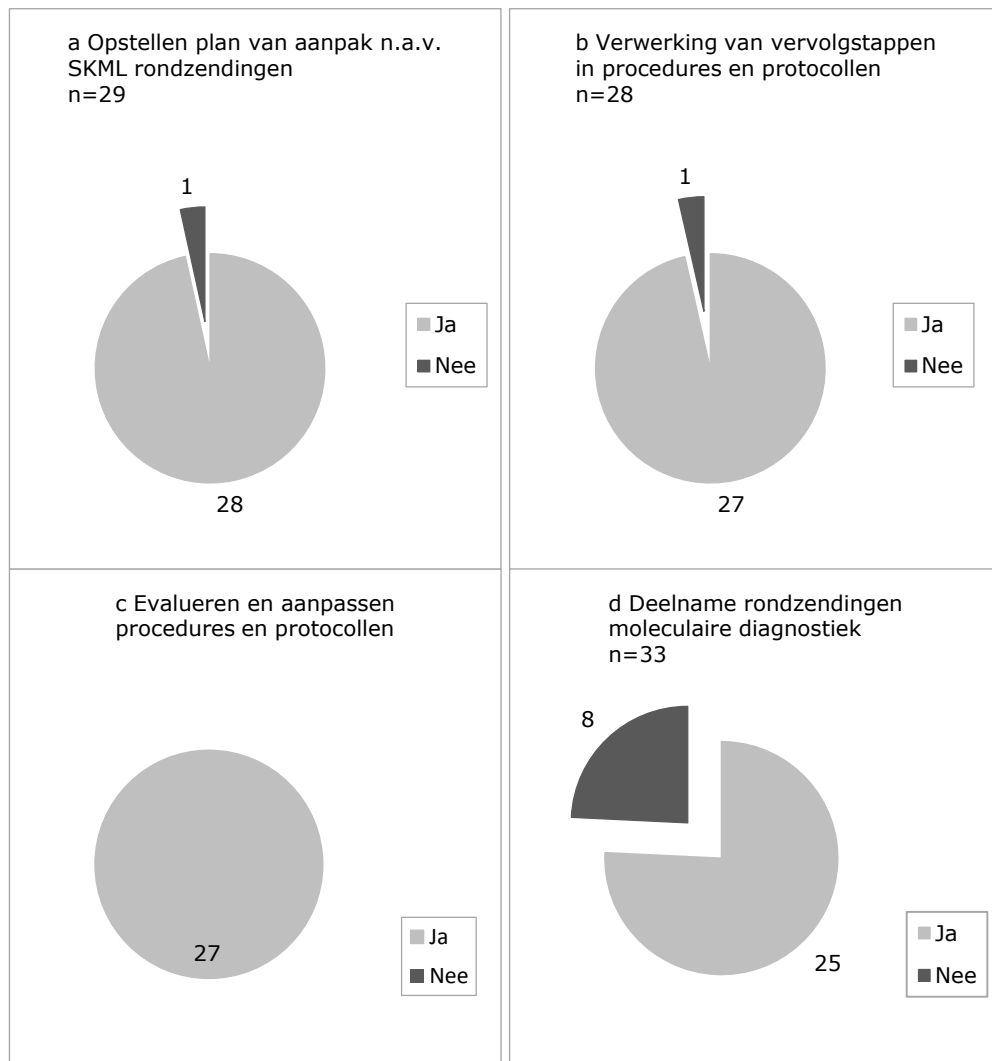 a Opstellen plan van aanpak n.a.v.
SKML rondzendingen
n=29
1
Ja
Nee
28
b Verwerking van vervolgstappen
in procedures en protocollen
n=28
1
Ja
Nee
27
c Evalueren en aanpassen
procedures en protocollen
27
Ja
Nee
d Deelname rondzendingen
moleculaire diagnostiek
n=33
8
25
Ja
Nee